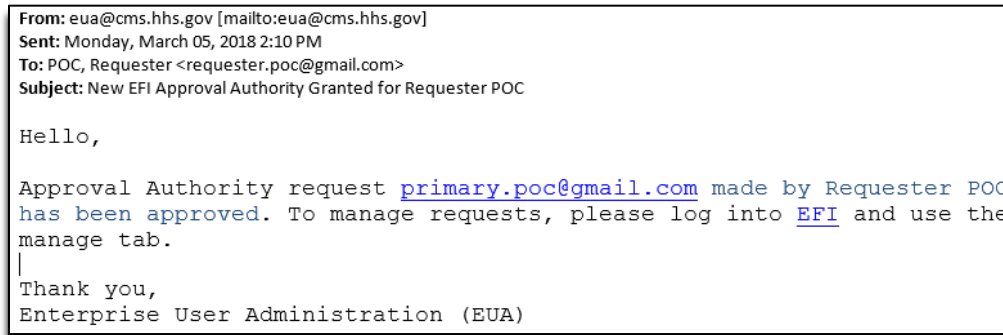 From: eua@cms.hhs.gov [mailto:eua@cms.hhs.gov]
Sent: Monday, March 05, 2018 2:10 PM
To: POC, Requester <requester.poc@gmail.com>
Subject: New EFI Approval Authority Granted for Requester POC
Hello,
Approval Authority request primary.poc@gmail.com made by Requester POC
has been approved. To manage requests, please log into EFI and use the
manage tab.
Thank you,
Enterprise User Administration (EUA)